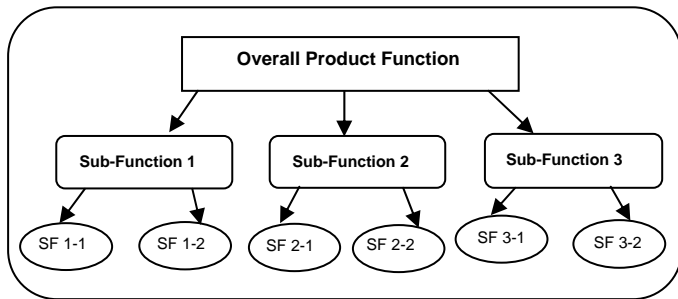 Overall Product Function
Sub-Function 1
Sub-Function 2
Sub-Function 3
SF 1-1
SF 1-2
SF 2-1
SF 2-2
SF 3-1
SF 3-2